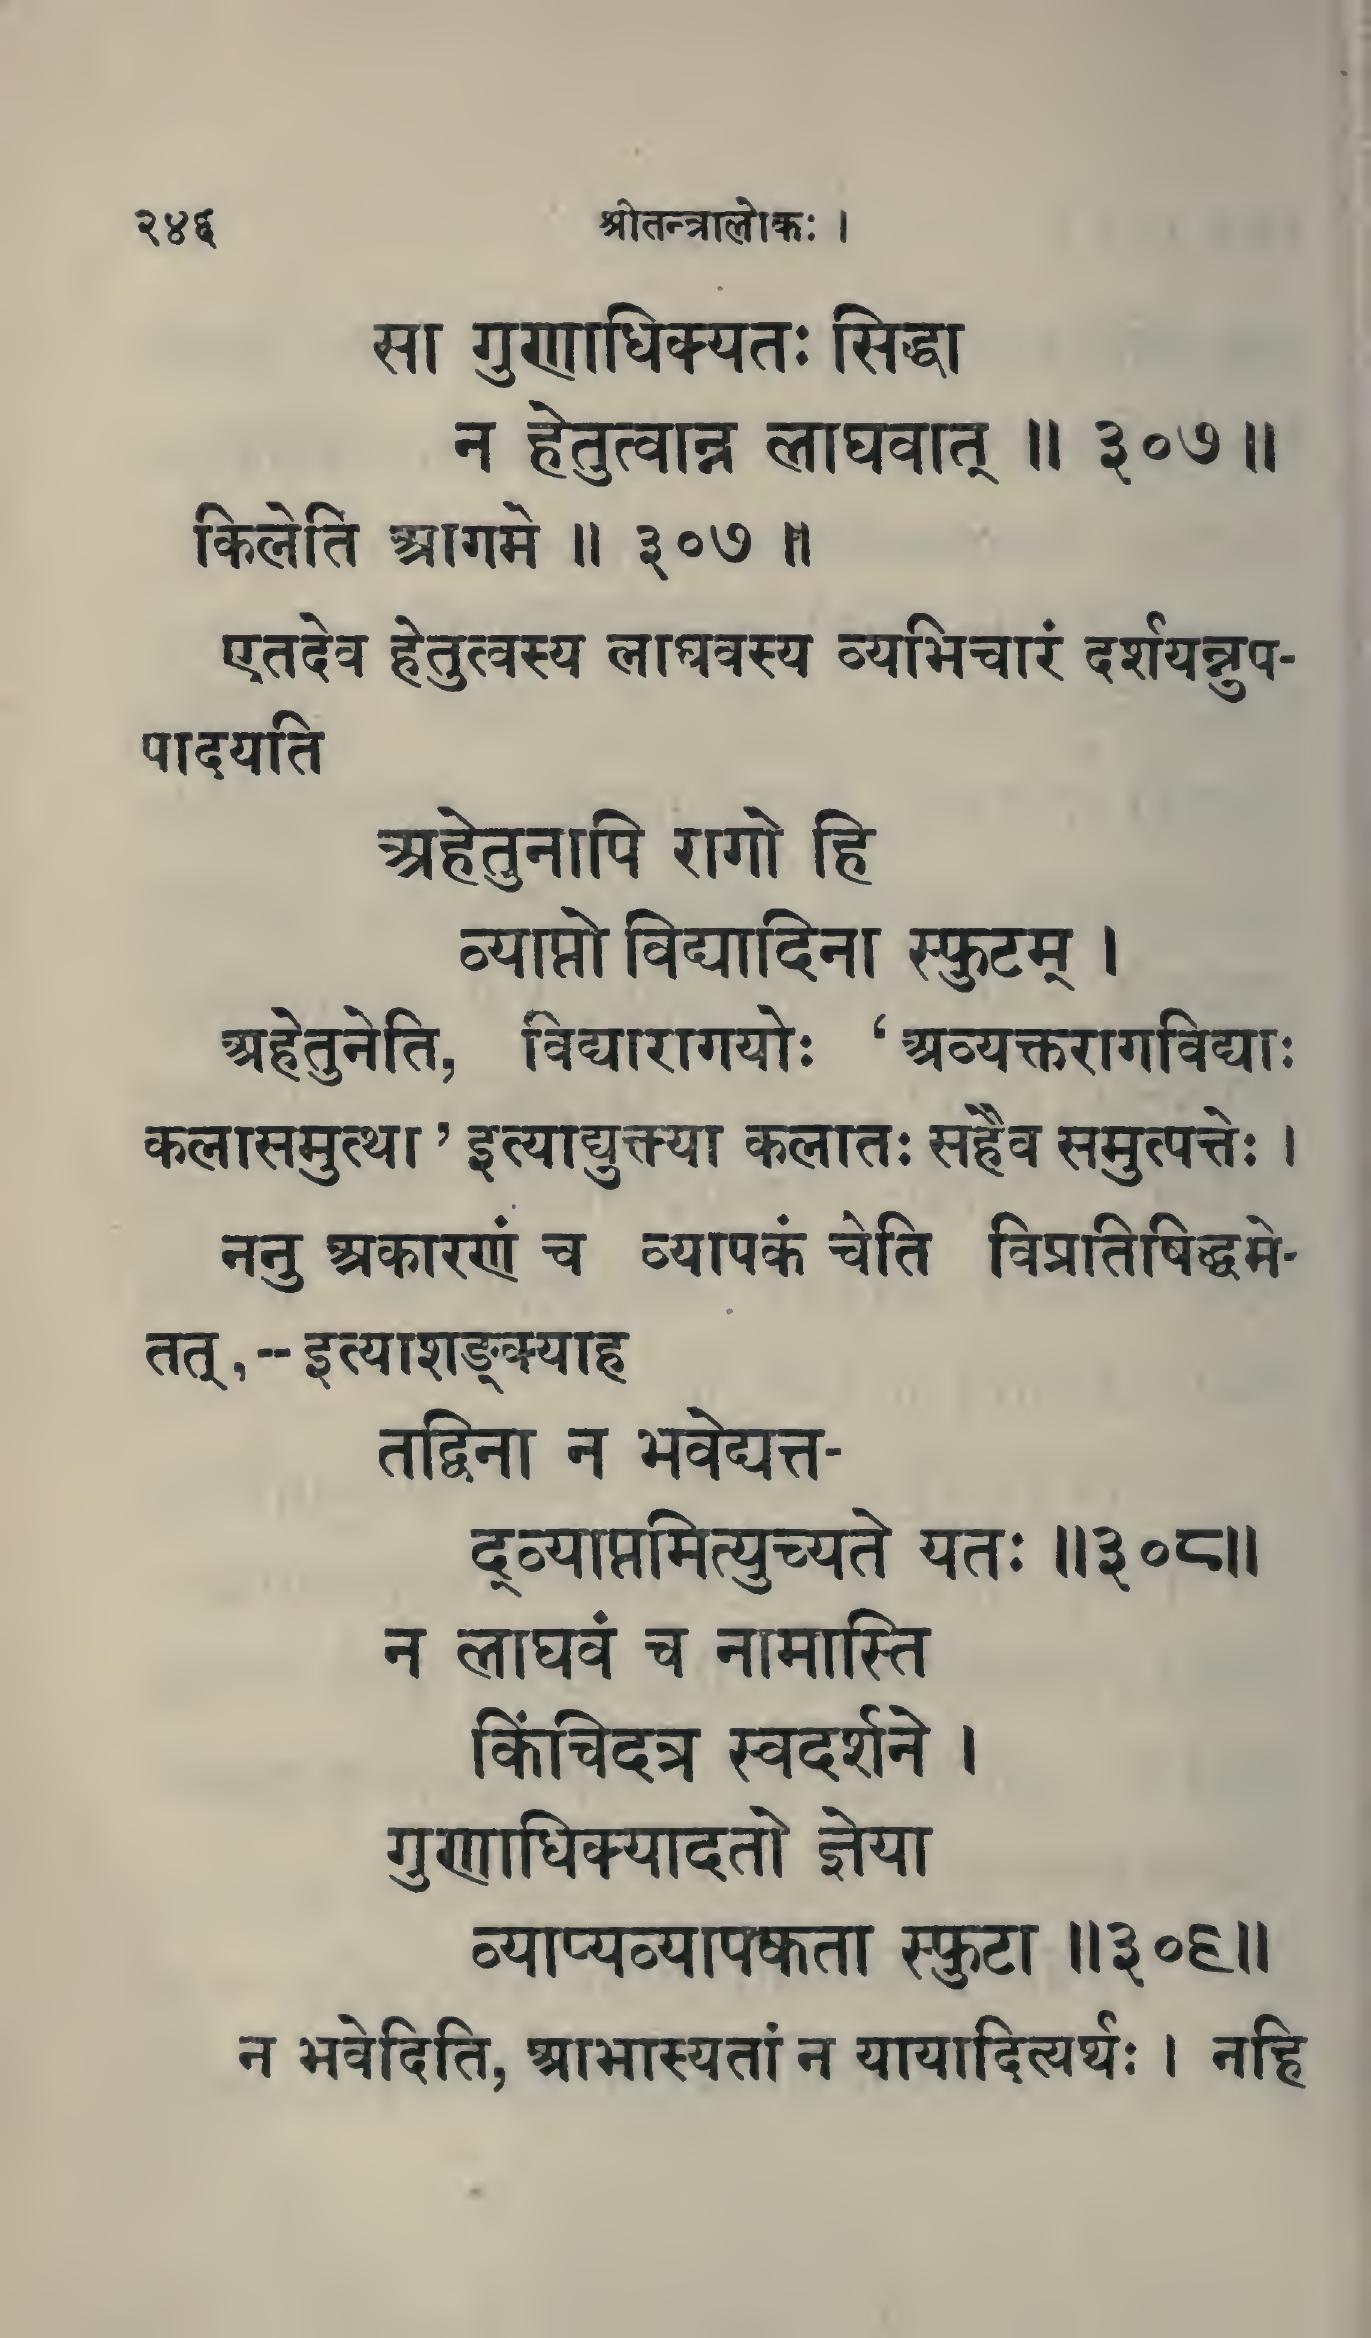 २४६ श्रीतन्त्रालोकः ।
सा गुणाधिक्यतः सिद्धा
न हेतुत्वान्न लाघवात् ॥ ३०७ ॥
किलेति आगमे ॥ ३०७ ॥
एतदेव हेतुत्वस्य लाघवस्य व्यभिचारं दर्शयन्नुप-
पादयति
अहेतुनापि रागो हि
व्याप्तो विद्यादिना स्फुटम् ।
अहेतुनेति, विद्यारागयोः ‘अव्यक्तरागविद्याः
कलासमुत्था’ इत्याद्युक्त्या कलातः सहैव समुत्पत्तेः ।
ननु अकारणं च व्यापकं चेति विप्रतिषिद्धमे-
तत्,--इत्याशङ्क्याह
तद्विना न भवेद्यत्त-
द्व्याप्तमित्युच्यते यतः ॥३०८॥
न लाघवं च नामास्ति
किंचिदत्र स्वदर्शने ।
गुणाधिक्यादतो ज्ञेया
व्याप्यव्यापकता स्फुटा ॥३०९॥
न भवेदिति, आभास्यतां न यायादित्यर्थः । नहि